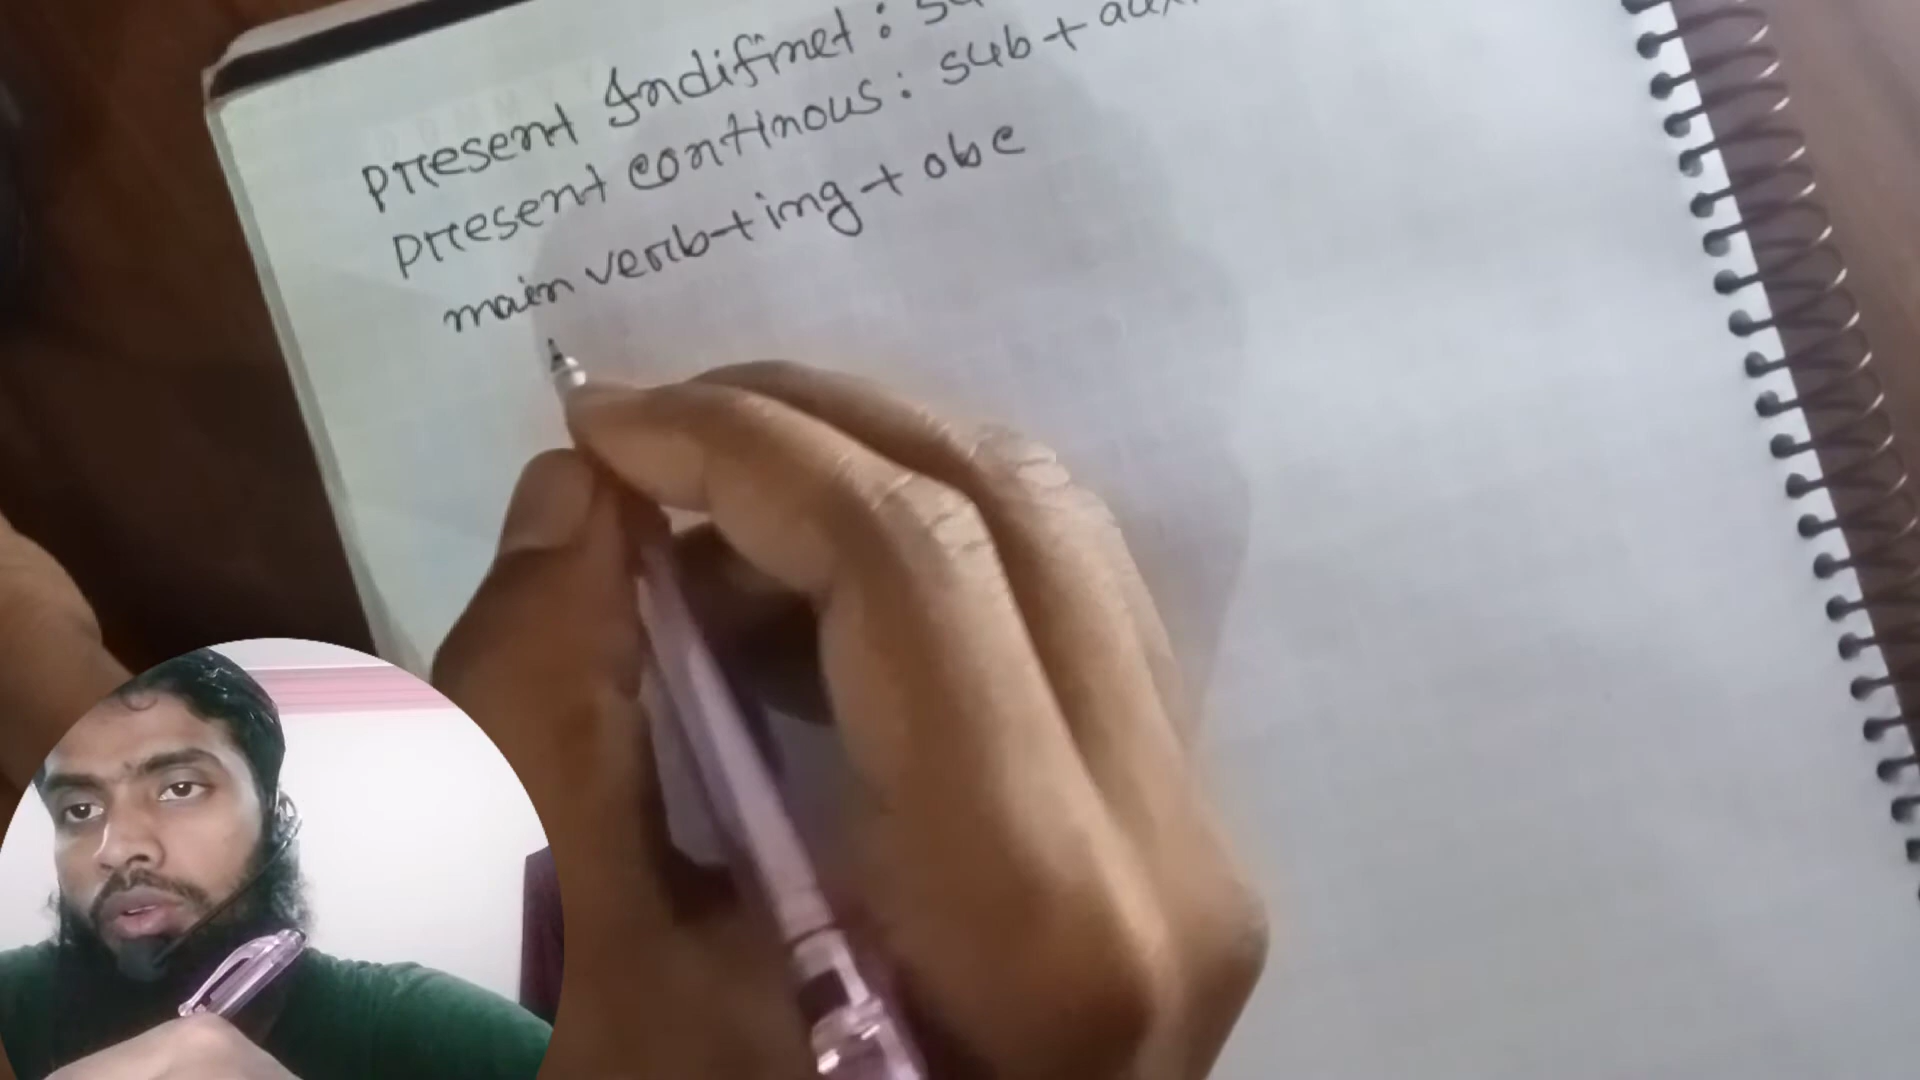 present Indifinet : su
present continous : sub + aux
main verb + ing + obe